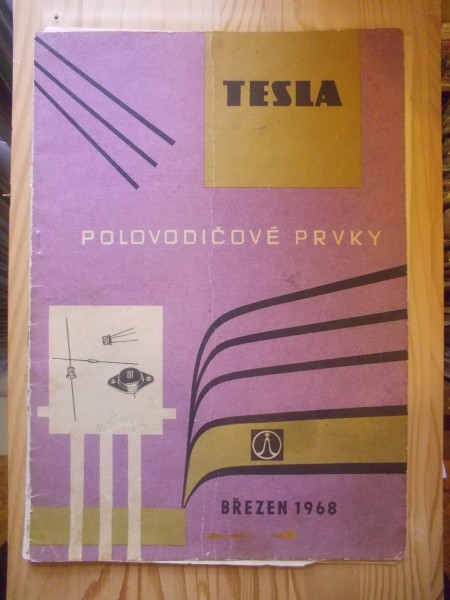 TESLA
POLOVODIČOVÉ PRVKY
BŘEZEN 1968